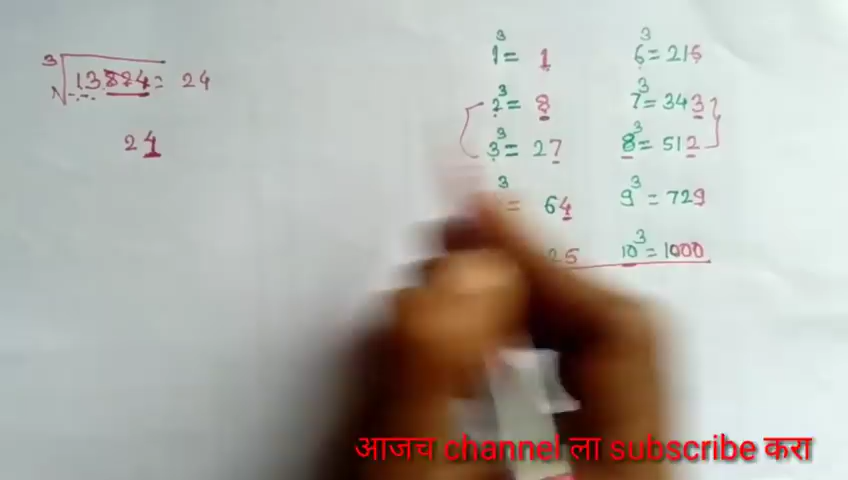 ∛13824 = 24
24
1³ = 1
2³ = 8
3³ = 27
³ = 64
25
6³ = 216
7³ = 343
8³ = 512
9³ = 729
10³ = 1000
आजच channel ला subscribe करा